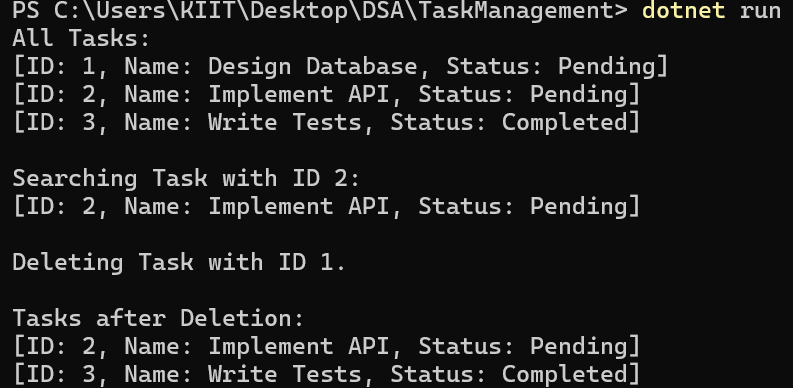 PS C:\Users\KIIT\Desktop\DSA\TaskManagement> dotnet run
All Tasks:
[ID: 1, Name: Design Database, Status: Pending]
[ID: 2, Name: Implement API, Status: Pending]
[ID: 3, Name: Write Tests, Status: Completed]

Searching Task with ID 2:
[ID: 2, Name: Implement API, Status: Pending]

Deleting Task with ID 1.

Tasks after Deletion:
[ID: 2, Name: Implement API, Status: Pending]
[ID: 3, Name: Write Tests, Status: Completed]